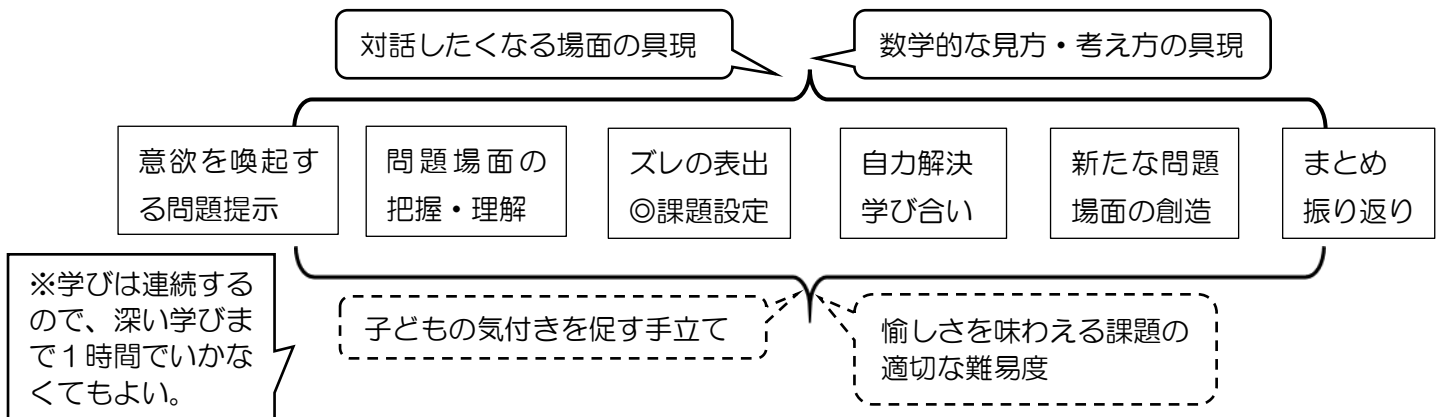 対話したくなる場面の具現
数学的な見方・考え方の具現
意欲を喚起す
る問題提示
問題場面の
把握・理解
ズレの表出
◎課題設定
自力解決
学び合い
新たな問題
場面の創造
まとめ
振り返り
※学びは連続する
ので、深い学びま
で１時間でいかな
くてもよい。
子どもの気付きを促す手立て
愉しさを味わえる課題の
適切な難易度